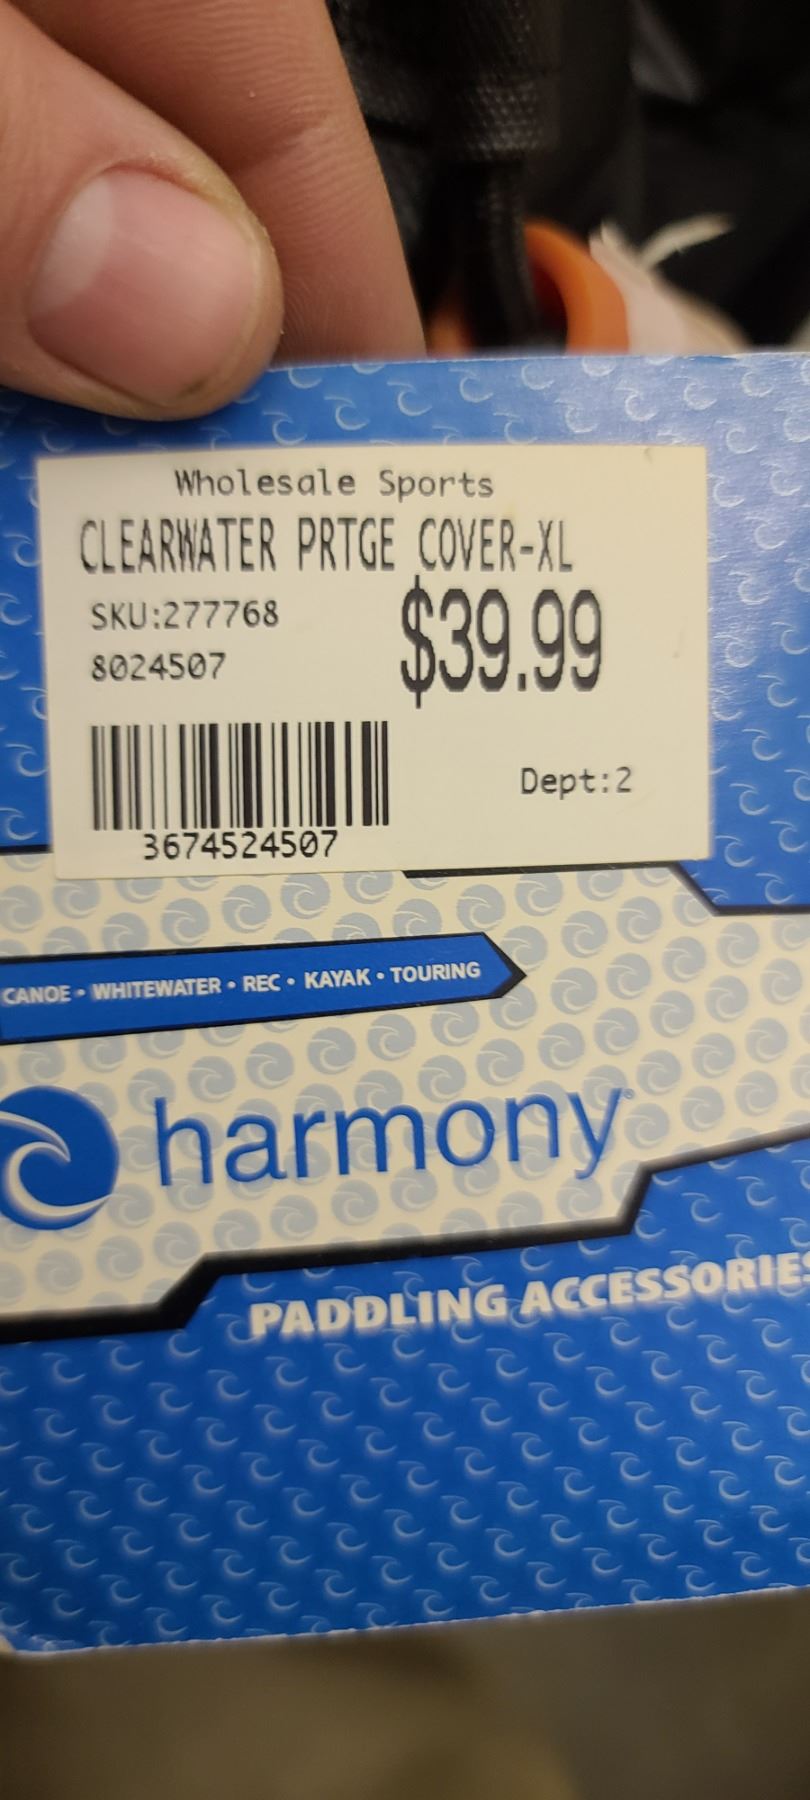 Wholesale Sports
CLEARWATER PRTGE COVER-XL
SKU:277768
$39.99
8024507
Dept:2
3674524507
CANOE • WHITEWATER • REC • KAYAK • TOURING
harmony
PADDLING ACCESSORIES